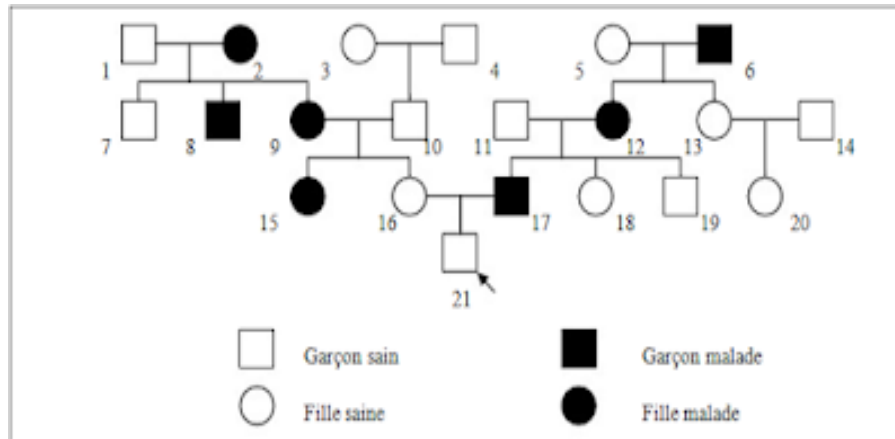 1 2 3 4 5 6
7 8 9 10 11 12 13 14
15 16 17 18 19 20
21
Garçon sain Garçon malade
Fille saine Fille malade